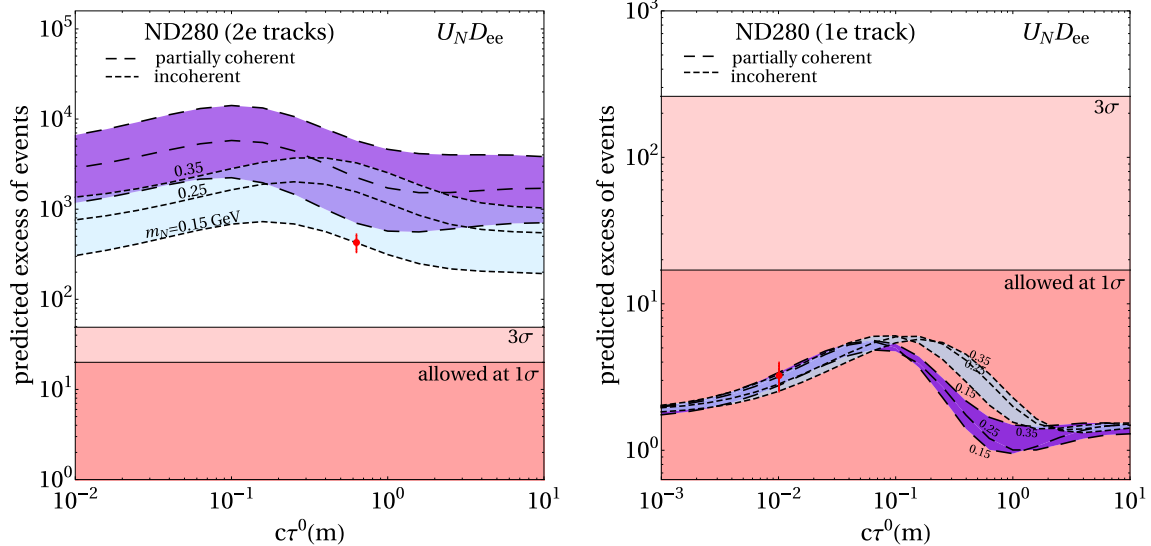 ND280 (2e tracks) U_N D_ee
partially coherent
incoherent
predicted excess of events
10^5
10^4
10^3
10^2
10^1
10^0
0.35
0.25
m_N=0.15 GeV
3σ
allowed at 1σ
10^-2 10^-1 10^0 10^1
cτ^0(m)
ND280 (1e track) U_N D_ee
partially coherent
incoherent
predicted excess of events
10^3
10^2
10^1
10^0
3σ
allowed at 1σ
0.35
0.25
0.15
0.25
0.35
0.15
10^-3 10^-2 10^-1 10^0 10^1
cτ^0(m)